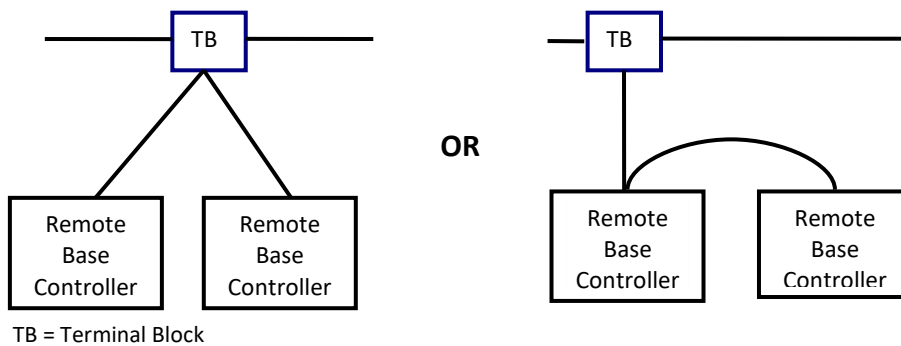 TB
TB
OR
Remote
Base
Controller
Remote
Base
Controller
Remote
Base
Controller
Remote
Base
Controller
TB = Terminal Block